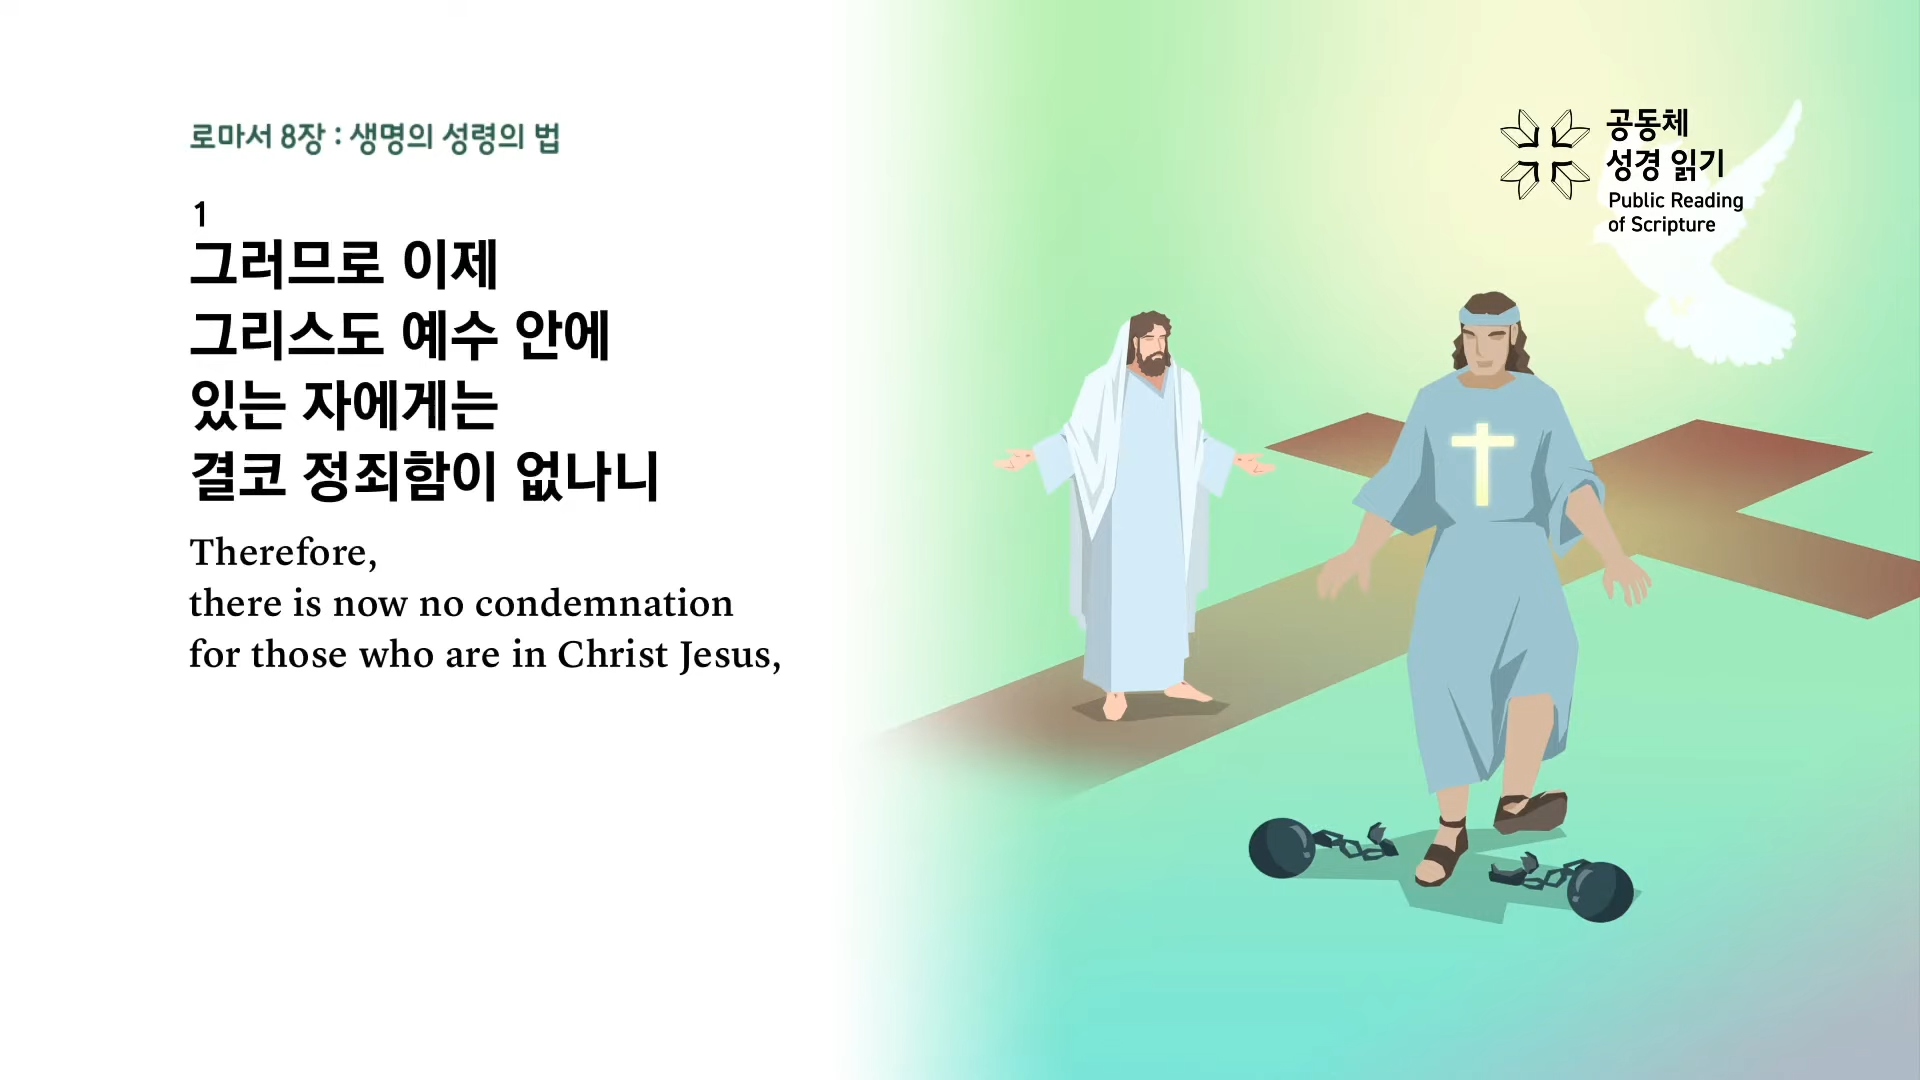 로마서 8장 : 생명의 성령의 법
1
그러므로 이제
그리스도 예수 안에
있는 자에게는
결코 정죄함이 없나니
Therefore,
there is now no condemnation
for those who are in Christ Jesus,
공동체
성경 읽기
Public Reading
of Scripture